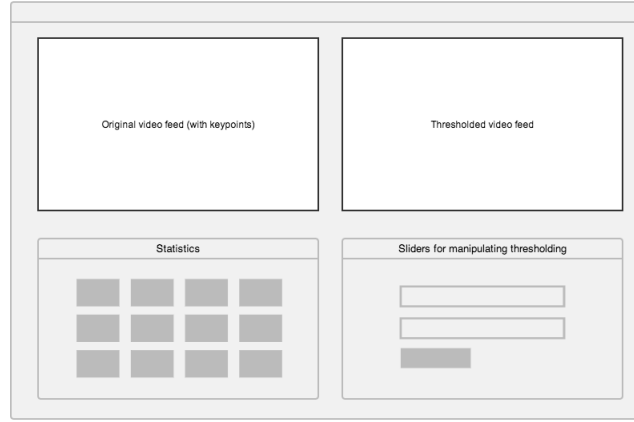 Original video feed (with keypoints)
Thresholded video feed
Statistics
Sliders for manipulating thresholding